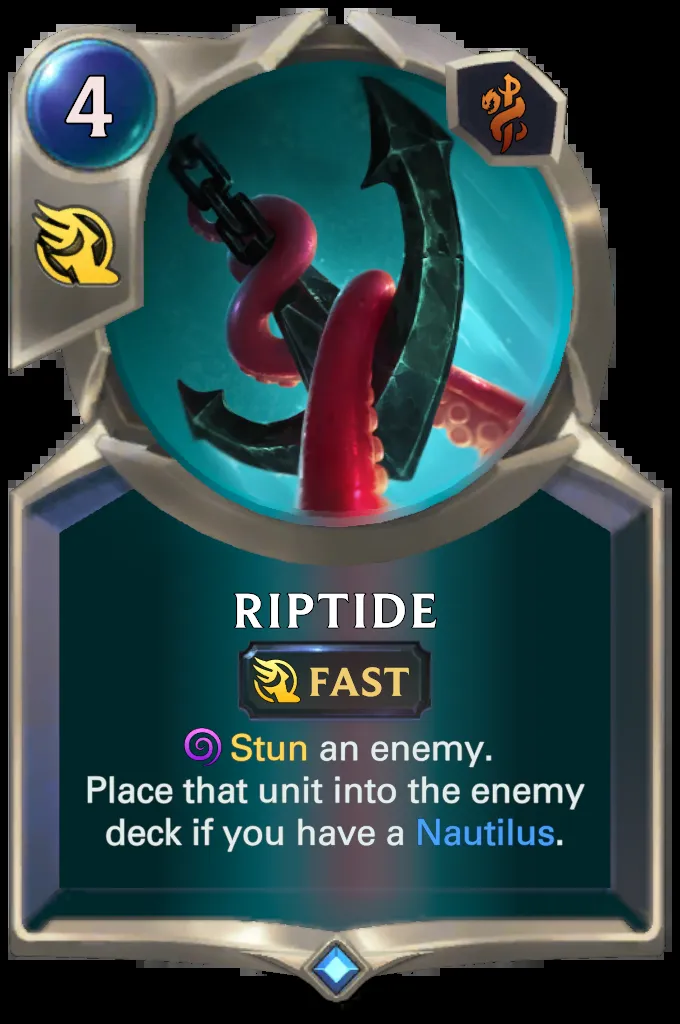 4
RIPTIDE
FAST
Stun an enemy.
Place that unit into the enemy
deck if you have a Nautilus.